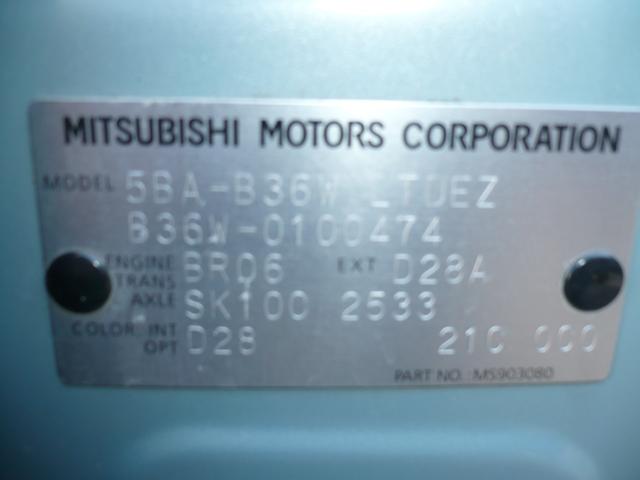 MITSUBISHI MOTORS CORPORATION
MODEL 5BA-B36W LTUEZ
B36W-0100474
ENGINE BR06 EXT D28A
TRANS AXLE SK100 2533
COLOR INT D28
OPT 21C 000
PART NO. MS903080